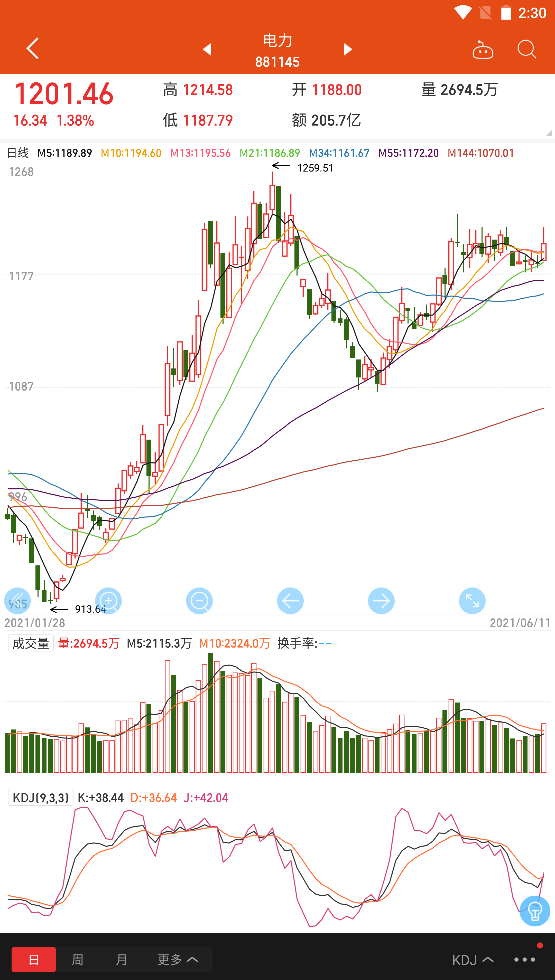 2:30
电力
881145
1201.46
16.34 1.38%
高 1214.58
开 1188.00
量 2694.5万
低 1187.79
额 205.7亿
日线 M5:1189.89 M10:1194.60 M13:1195.56 M21:1186.89 M34:1161.67 M55:1172.20 M144:1070.01
1268
1259.51
1177
1087
996
905
913.64
2021/01/28
2021/06/11
成交量 量:2694.5万 M5:2115.3万 M10:2324.0万 换手率:--
KDJ(9,3,3) K:+38.44 D:+36.64 J:+42.04
日 周 月 更多 KDJ